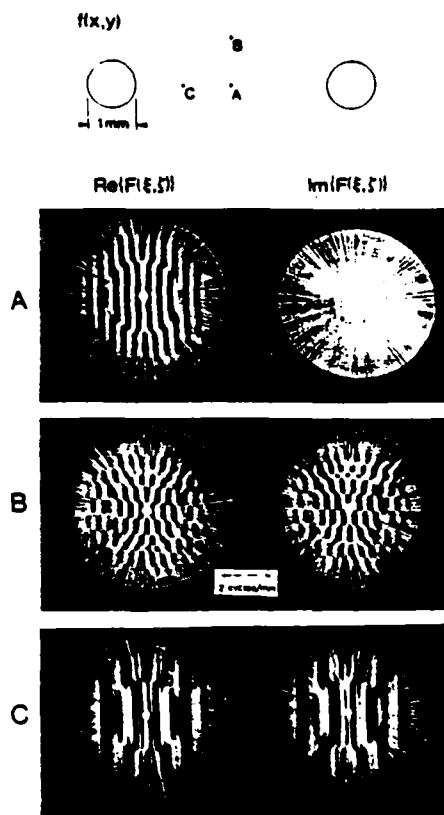 f(x,y)
B
C
A
1mm
Re{F(ξ,ζ)}
Im{F(ξ,ζ)}
A
B
C